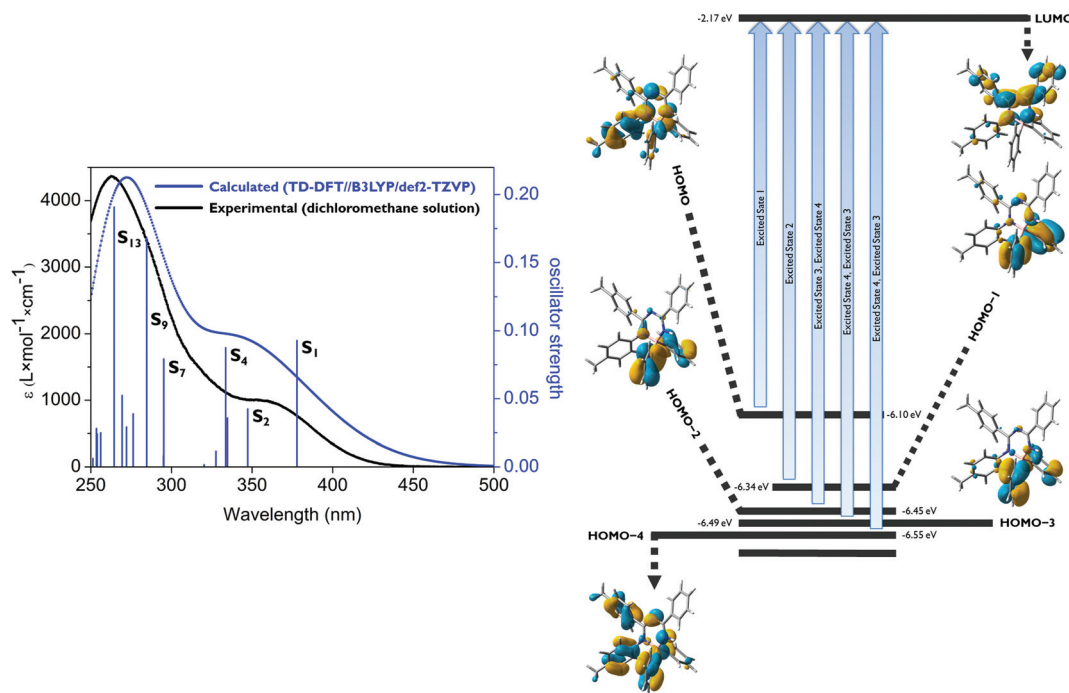 Calculated (TD-DFT//B3LYP/def2-TZVP)
Experimental (dichloromethane solution)
S13
S9
S7
S4
S2
S1
4000
3000
2000
1000
0
ε (L×mol⁻¹×cm⁻¹)
0.20
0.15
0.10
0.05
0.00
oscillator strength
250
300
350
400
450
500
Wavelength (nm)
-2.17 eV
LUMO
HOMO
HOMO−1
HOMO−2
Excited Sate 1
Excited State 2
Excited State 3, Excited State 4
Excited State 4, Excited State 3
Excited State 4, Excited State 3
-6.10 eV
-6.34 eV
-6.45 eV
-6.49 eV
HOMO−3
HOMO−4
-6.55 eV